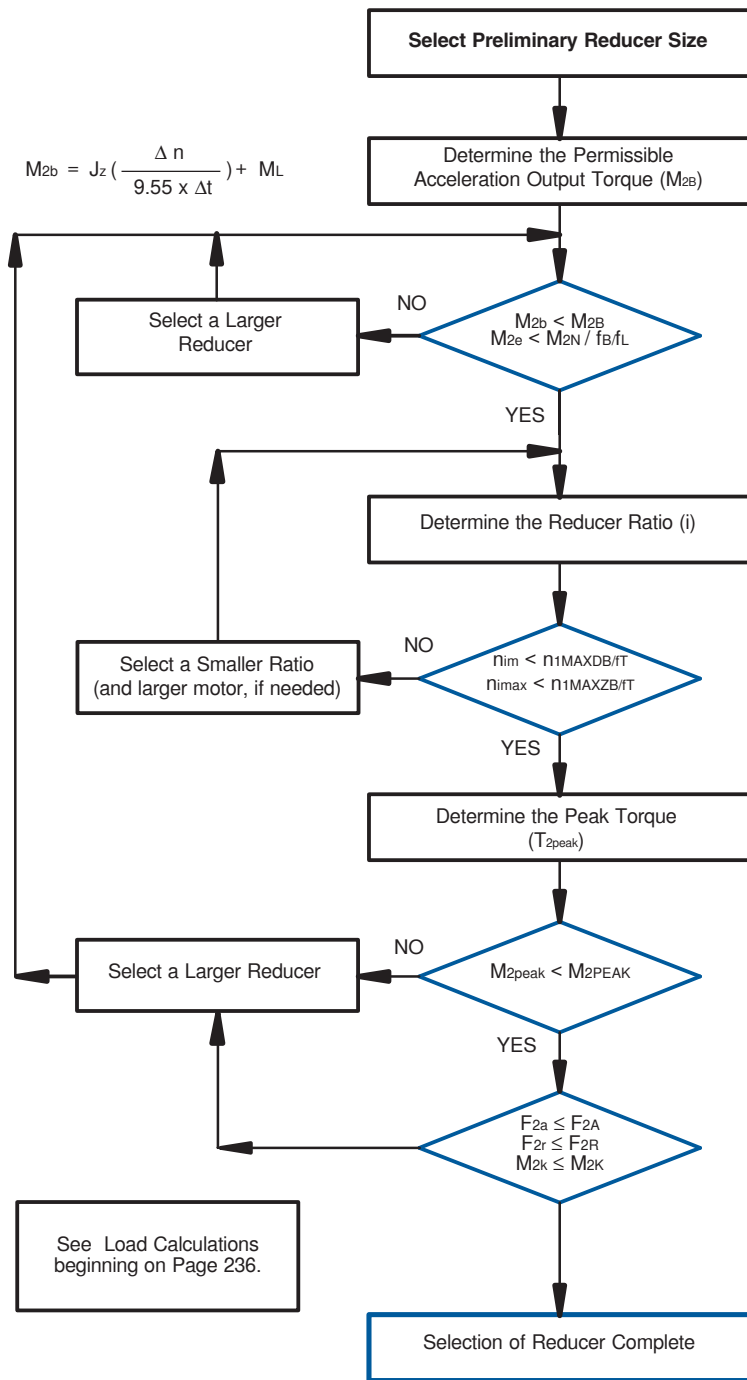 Select Preliminary Reducer Size
M2b = Jz ( Δ n / 9.55 x Δt ) + ML
Determine the Permissible
Acceleration Output Torque (M2B)
NO
Select a Larger
Reducer
M2b < M2B
M2e < M2N / fB/fL
YES
Determine the Reducer Ratio (i)
NO
Select a Smaller Ratio
(and larger motor, if needed)
nim < n1MAXDB/fT
nimax < n1MAXZB/fT
YES
Determine the Peak Torque
(T2peak)
NO
Select a Larger Reducer
M2peak < M2PEAK
YES
F2a ≤ F2A
F2r ≤ F2R
M2k ≤ M2K
See Load Calculations
beginning on Page 236.
Selection of Reducer Complete